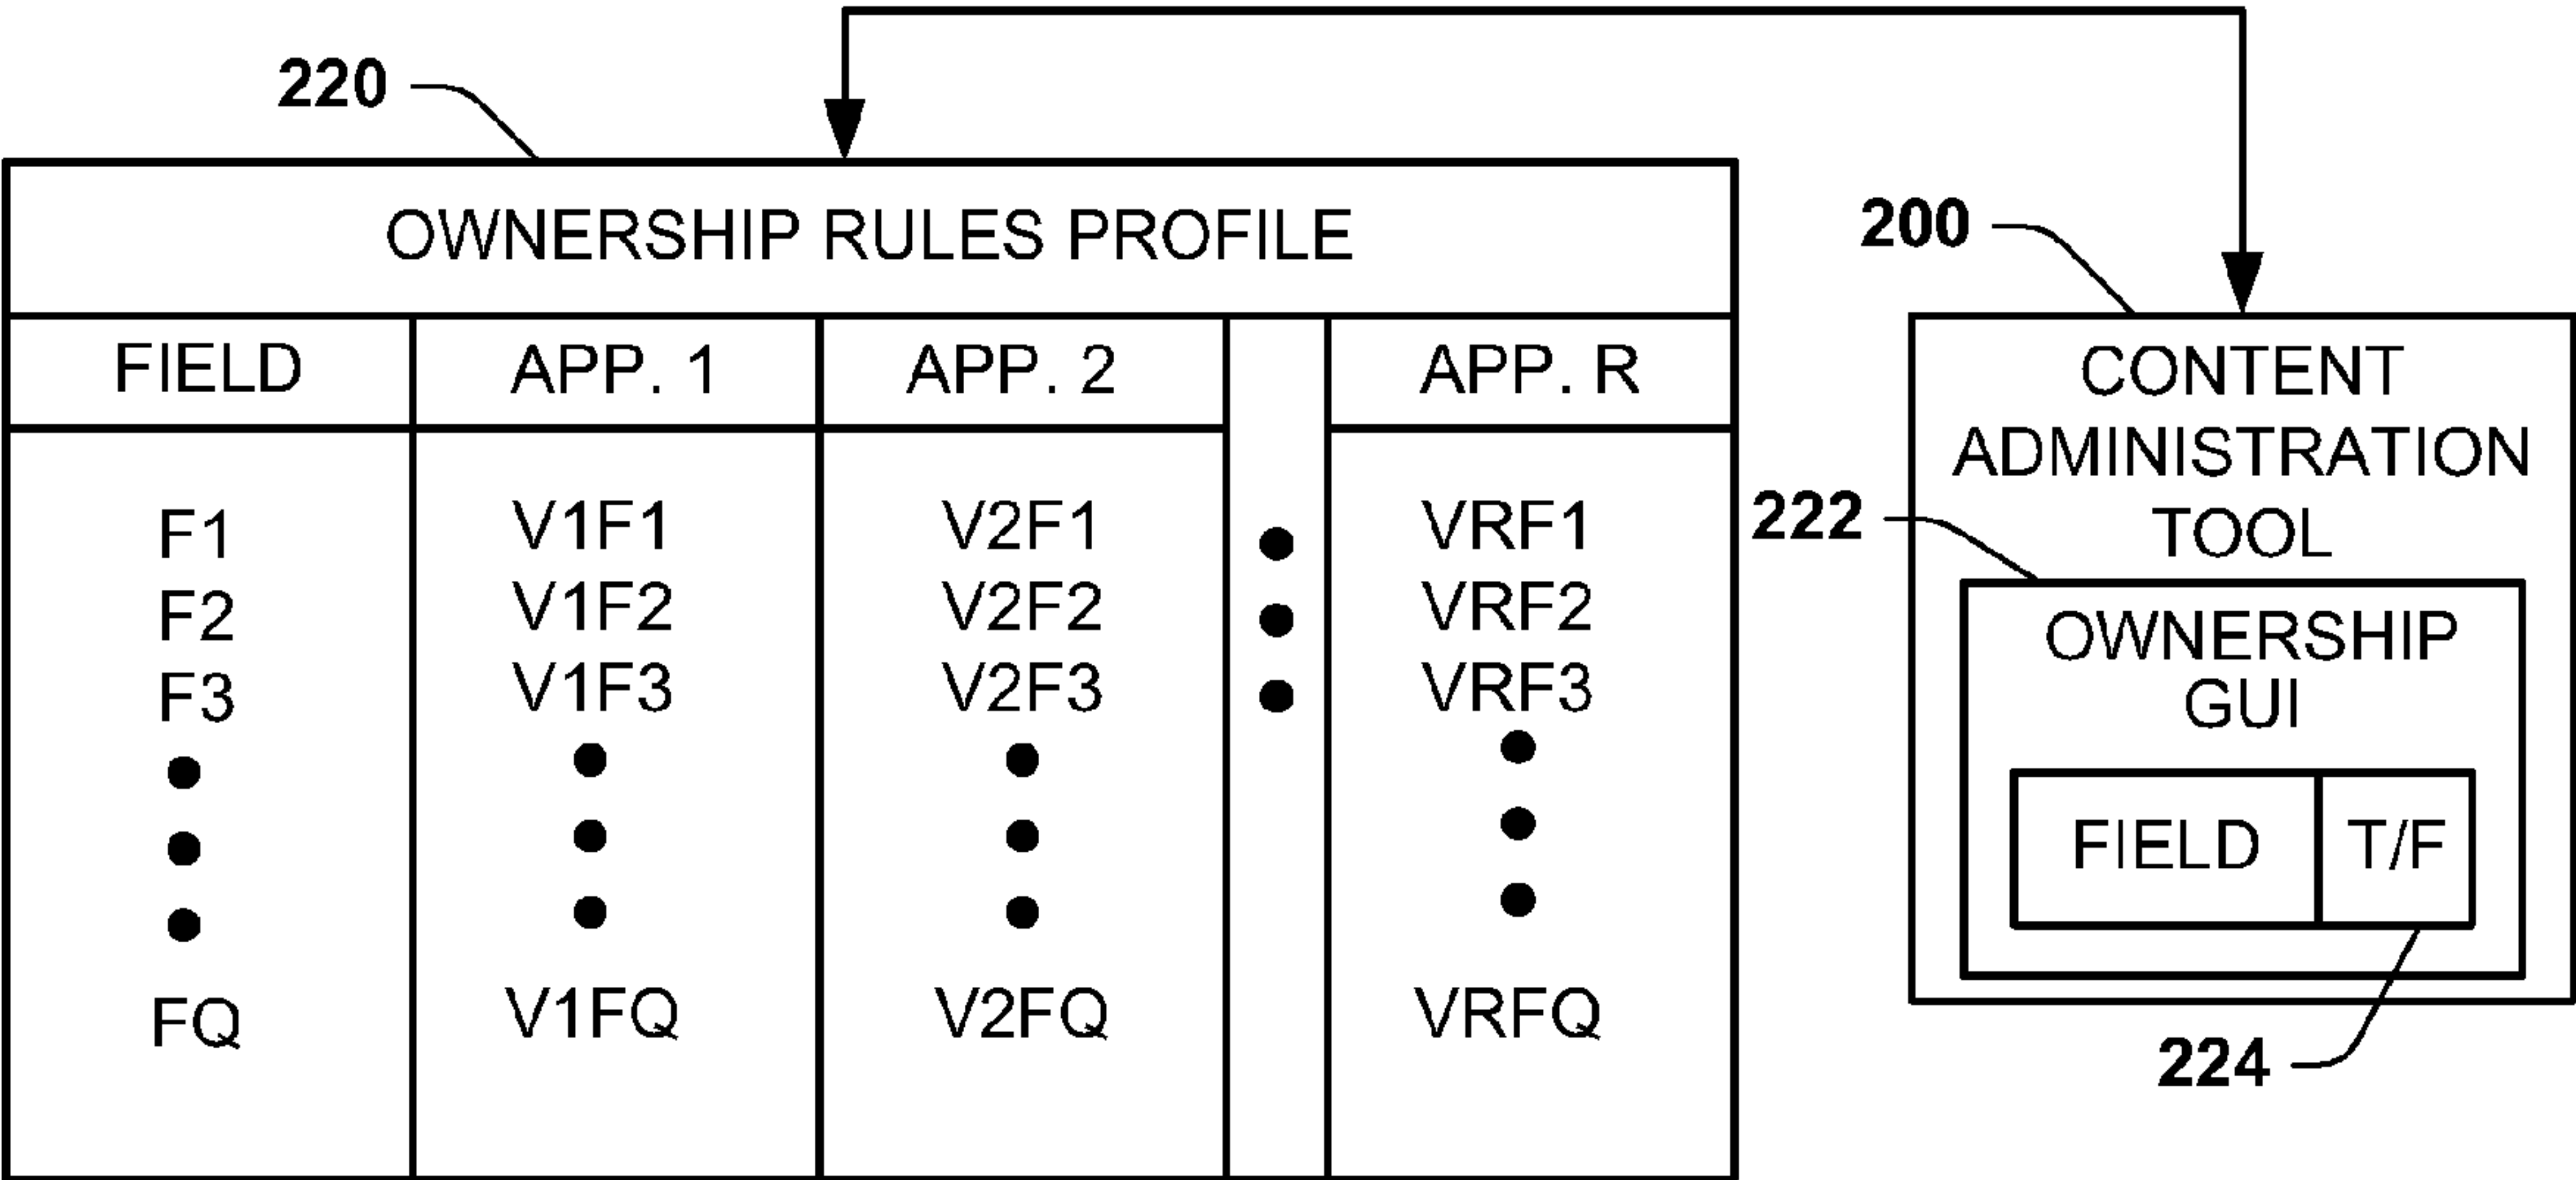 220
OWNERSHIP RULES PROFILE
FIELD APP. 1 APP. 2 APP. R
F1 V1F1 V2F1 VRF1
F2 V1F2 V2F2 VRF2
F3 V1F3 V2F3 VRF3
FQ V1FQ V2FQ VRFQ
200
CONTENT
ADMINISTRATION
TOOL
222
OWNERSHIP
GUI
FIELD T/F
224